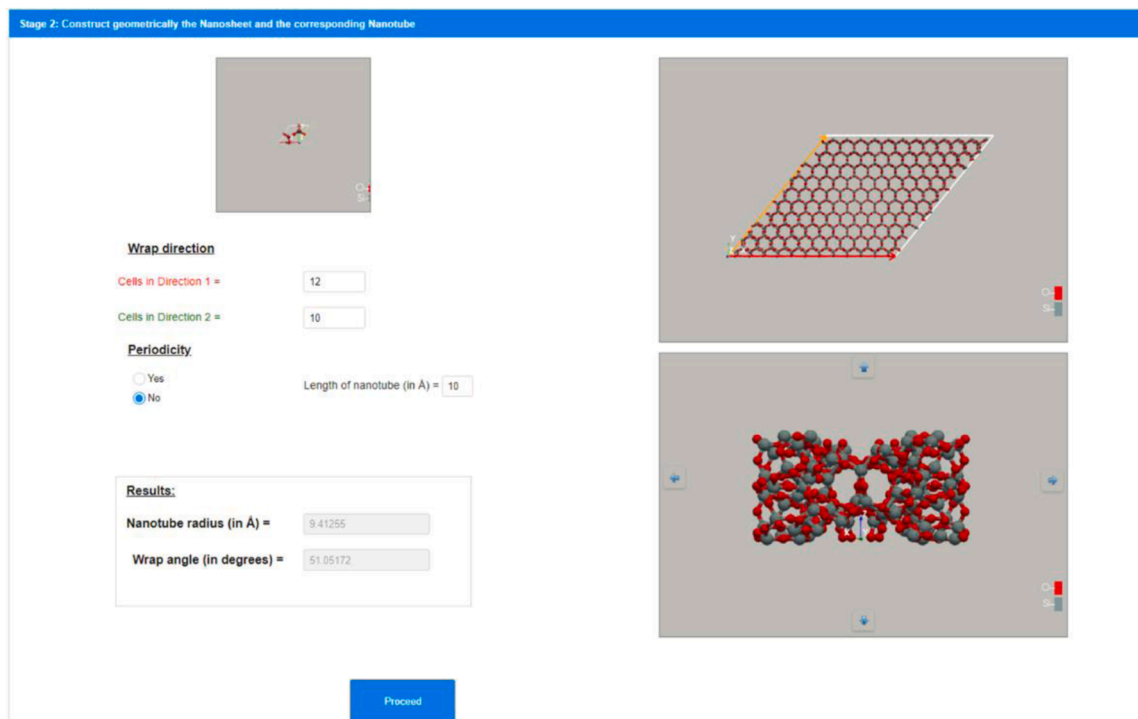 Stage 2: Construct geometrically the Nanosheet and the corresponding Nanotube
O
Si
Wrap direction
Cells in Direction 1 = 12
Cells in Direction 2 = 10
Periodicity
Yes
No
Length of nanotube (in Å) = 10
Results:
Nanotube radius (in Å) = 9.41255
Wrap angle (in degrees) = 51.05172
Proceed
Y
X
O
Si
O
Si